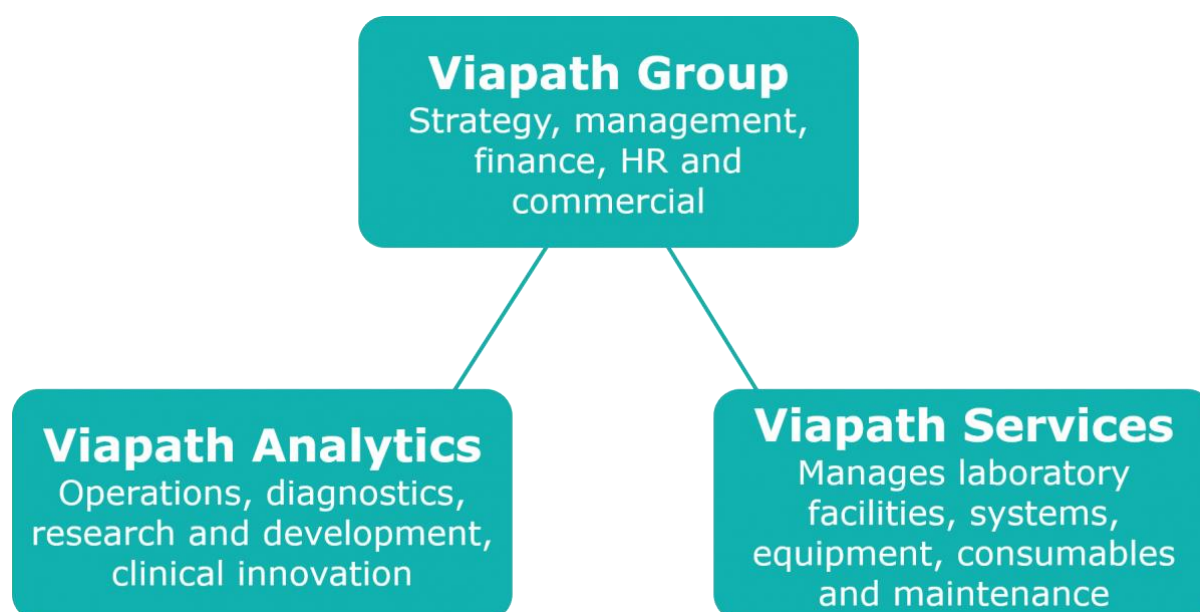 Viapath Group
Strategy, management,
finance, HR and
commercial
Viapath Analytics
Operations, diagnostics,
research and development,
clinical innovation
Viapath Services
Manages laboratory
facilities, systems,
equipment, consumables
and maintenance